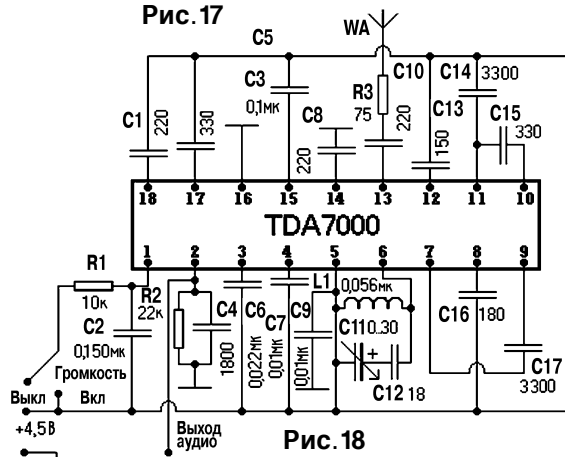 Рис. 17
C5
WA
C1
220
330
C3
0,1мк
C8
220
R3
75
220
C10
C13
150
C14
3300
C15
330
18 17 16 15 14 13 12 11 10
TDA7000
1 2 3 4 5 6 7 8 9
R1
10к
C2
0,150мк
R2
22к
C4
1800
C6
0,022мк
C7
0,01мк
C9
0,01мк
L1
0,056мк
C11 0..30
+
C12 18
C16
180
C17
3300
Громкость
Выкл
Вкл
+4,5 В
Выход
аудио
Рис. 18